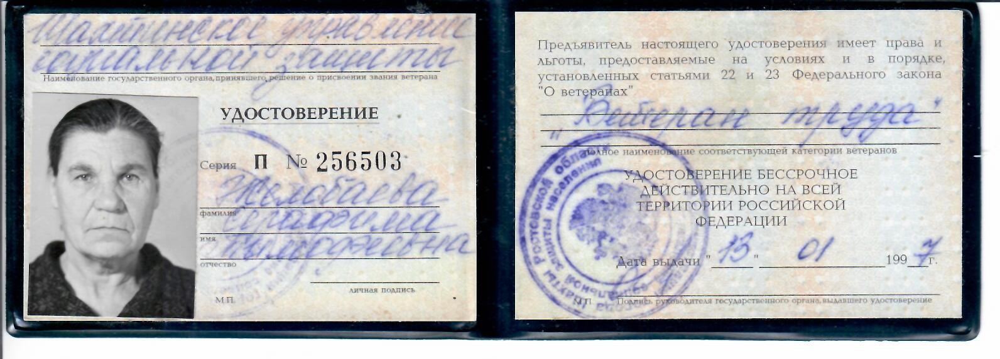 Шахтинское управление
социальной защиты
Наименование государственного органа, принявшего решение о присвоении звания ветерана
УДОСТОВЕРЕНИЕ
Серия П № 256503
фамилия
Серафима
имя
Тимофеевна
отчество
личная подпись
М.П.
Предъявитель настоящего удостоверения имеет права и
льготы, предоставляемые на условиях и в порядке,
установленных статьями 22 и 23 Федерального закона
"О ветеранах"
"Ветеран труда"
полное наименование соответствующей категории ветеранов
УДОСТОВЕРЕНИЕ БЕССРОЧНОЕ
ДЕЙСТВИТЕЛЬНО НА ВСЕЙ
ТЕРРИТОРИИ РОССИЙСКОЙ
ФЕДЕРАЦИИ
Дата выдачи "13" 01 1997 г.
МП
Подпись руководителя государственного органа, выдавшего удостоверение
РОСТОВСКОЙ ОБЛАСТИ
защиты населения